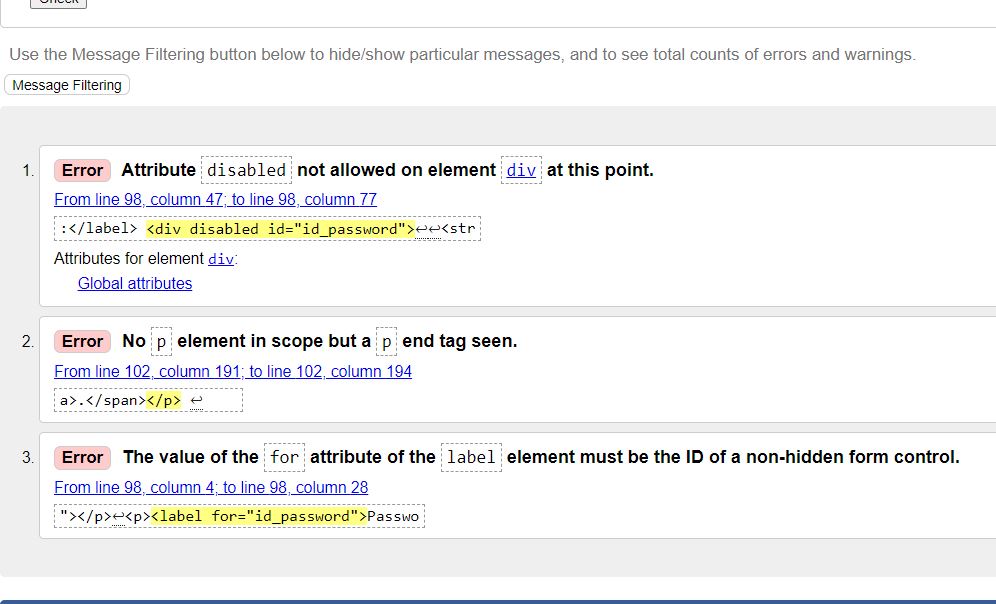 Check
Use the Message Filtering button below to hide/show particular messages, and to see total counts of errors and warnings.
Message Filtering
1. Error Attribute disabled not allowed on element div at this point.
From line 98, column 47; to line 98, column 77
:</label> <div disabled id="id_password">↩↩<str
Attributes for element div:
Global attributes
2. Error No p element in scope but a p end tag seen.
From line 102, column 191; to line 102, column 194
a>.</span></p> ↩
3. Error The value of the for attribute of the label element must be the ID of a non-hidden form control.
From line 98, column 4; to line 98, column 28
"></p>↩<p><label for="id_password">Passwo